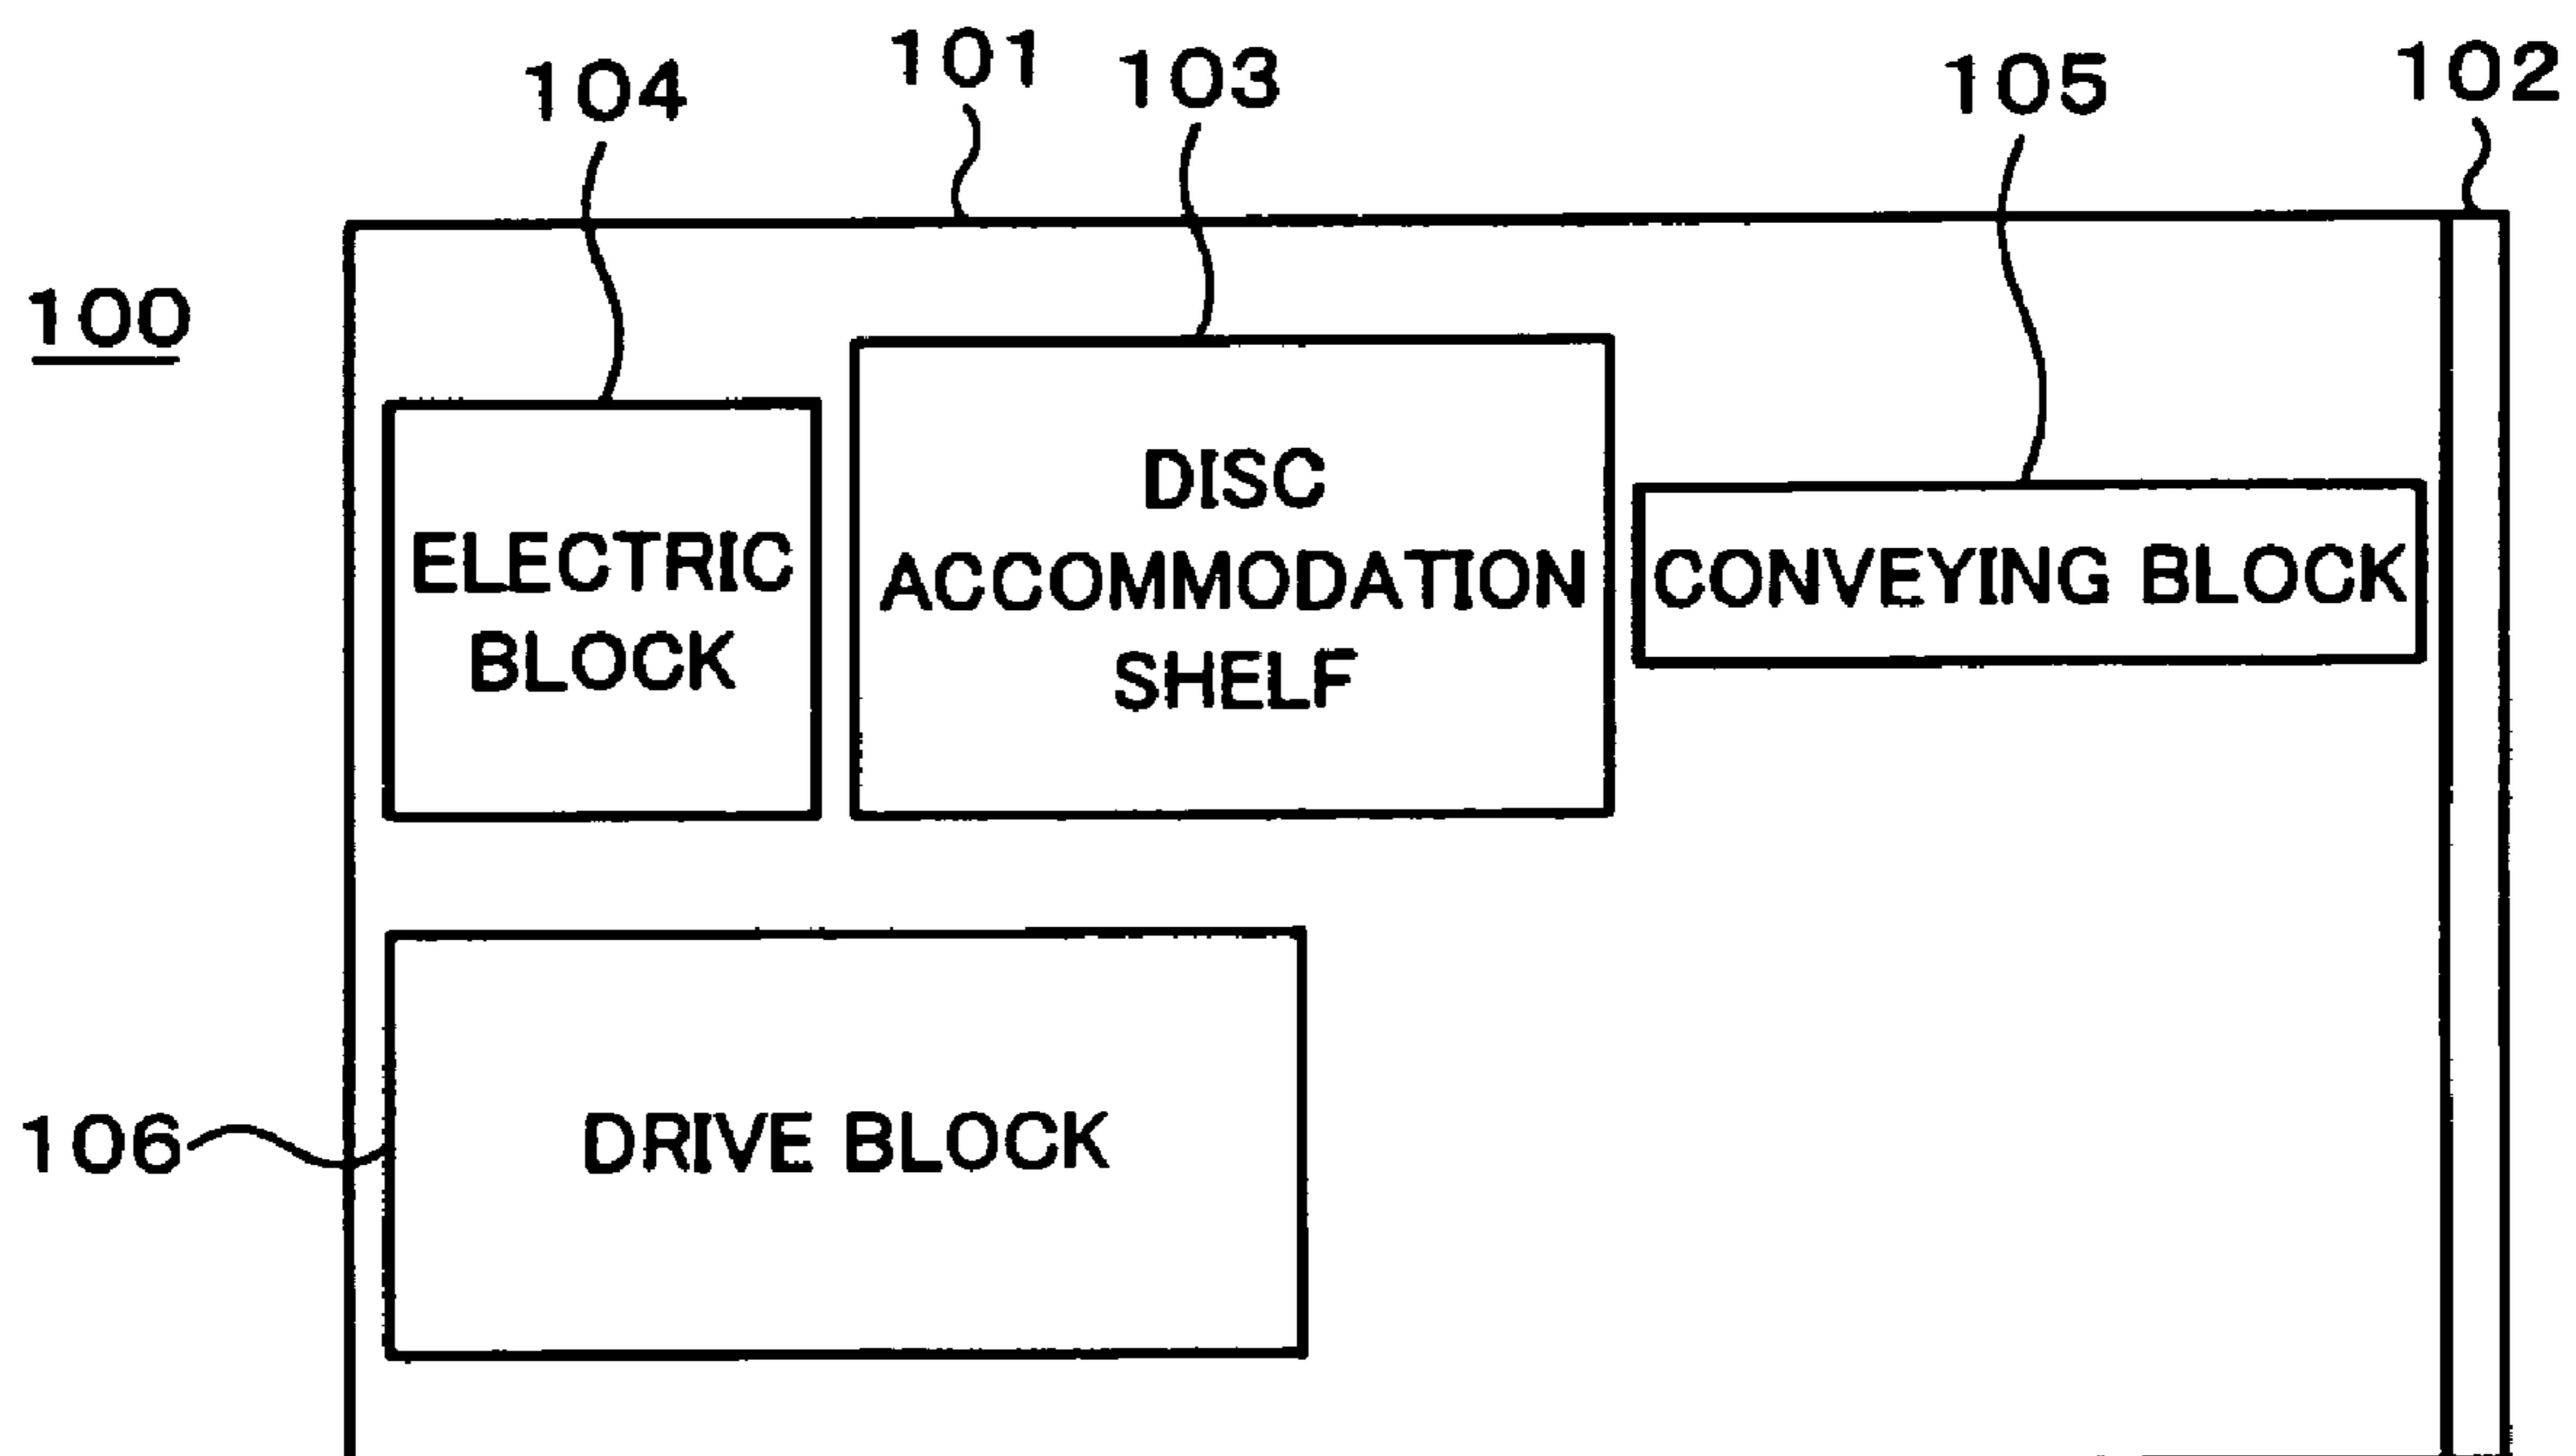 101
102
104
103
105
100
DISC
ACCOMMODATION
SHELF
ELECTRIC
BLOCK
CONVEYING BLOCK
106
DRIVE BLOCK